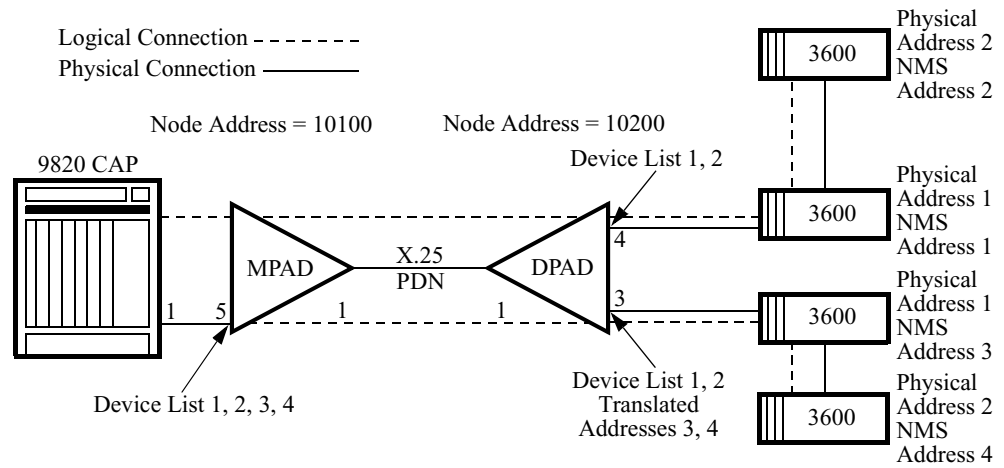 Logical Connection
Physical Connection
Node Address = 10100
Node Address = 10200
9820 CAP
MPAD
X.25
PDN
DPAD
1
5
1
1
4
3
Device List 1, 2
Device List 1, 2, 3, 4
Device List 1, 2
Translated
Addresses 3, 4
3600
Physical
Address 2
NMS
Address 2
3600
Physical
Address 1
NMS
Address 1
3600
Physical
Address 1
NMS
Address 3
3600
Physical
Address 2
NMS
Address 4